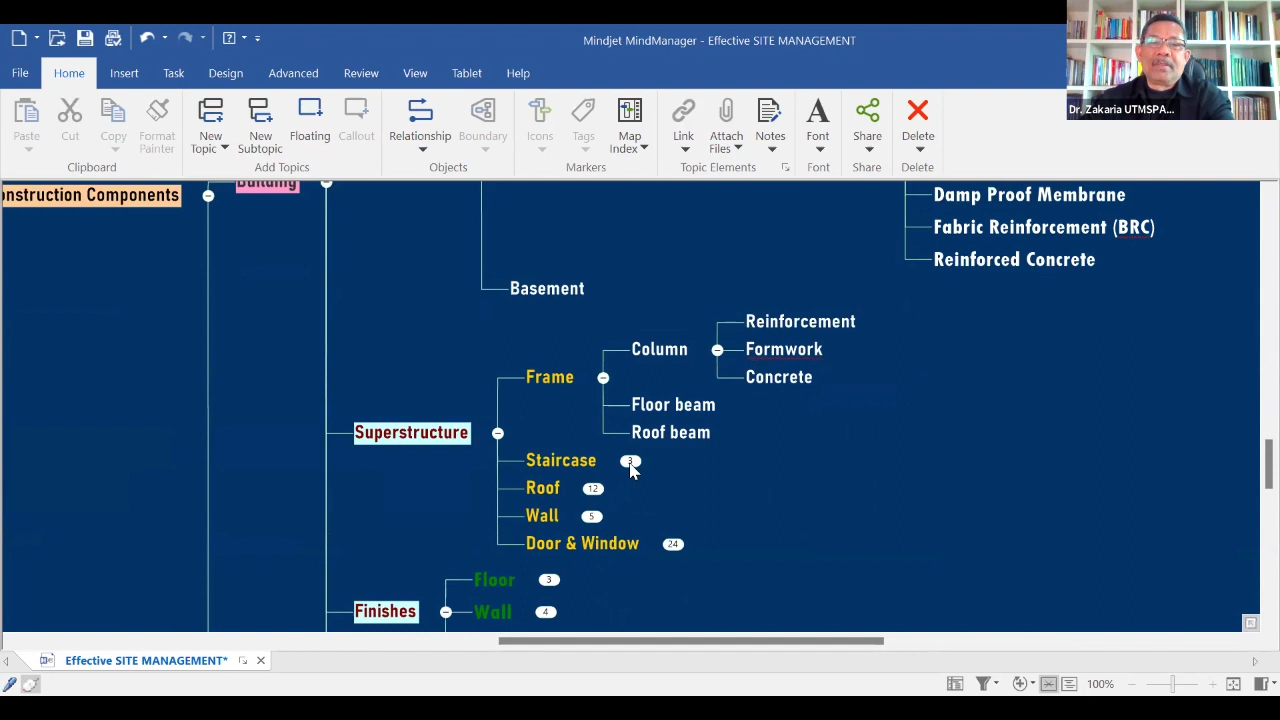 Mindjet MindManager - Effective SITE MANAGEMENT
Dr. Zakaria UTMSPA...
File Home Insert Task Design Advanced Review View Tablet Help
Paste Cut Copy Format Painter
Clipboard
New Topic New Subtopic Floating Callout
Add Topics
Relationship Boundary
Objects
Icons Tags Map Index
Markers
Link Attach Files Notes
Topic Elements
Font
Font
Share
Share
Delete
Delete
onstruction Components
Building
Damp Proof Membrane
Fabric Reinforcement (BRC)
Reinforced Concrete
Basement
Reinforcement
Column
Formwork
Frame
Concrete
Floor beam
Superstructure
Roof beam
Staircase 3
Roof 12
Wall 5
Door & Window 24
Floor 3
Finishes
Wall 4
Effective SITE MANAGEMENT*
100%